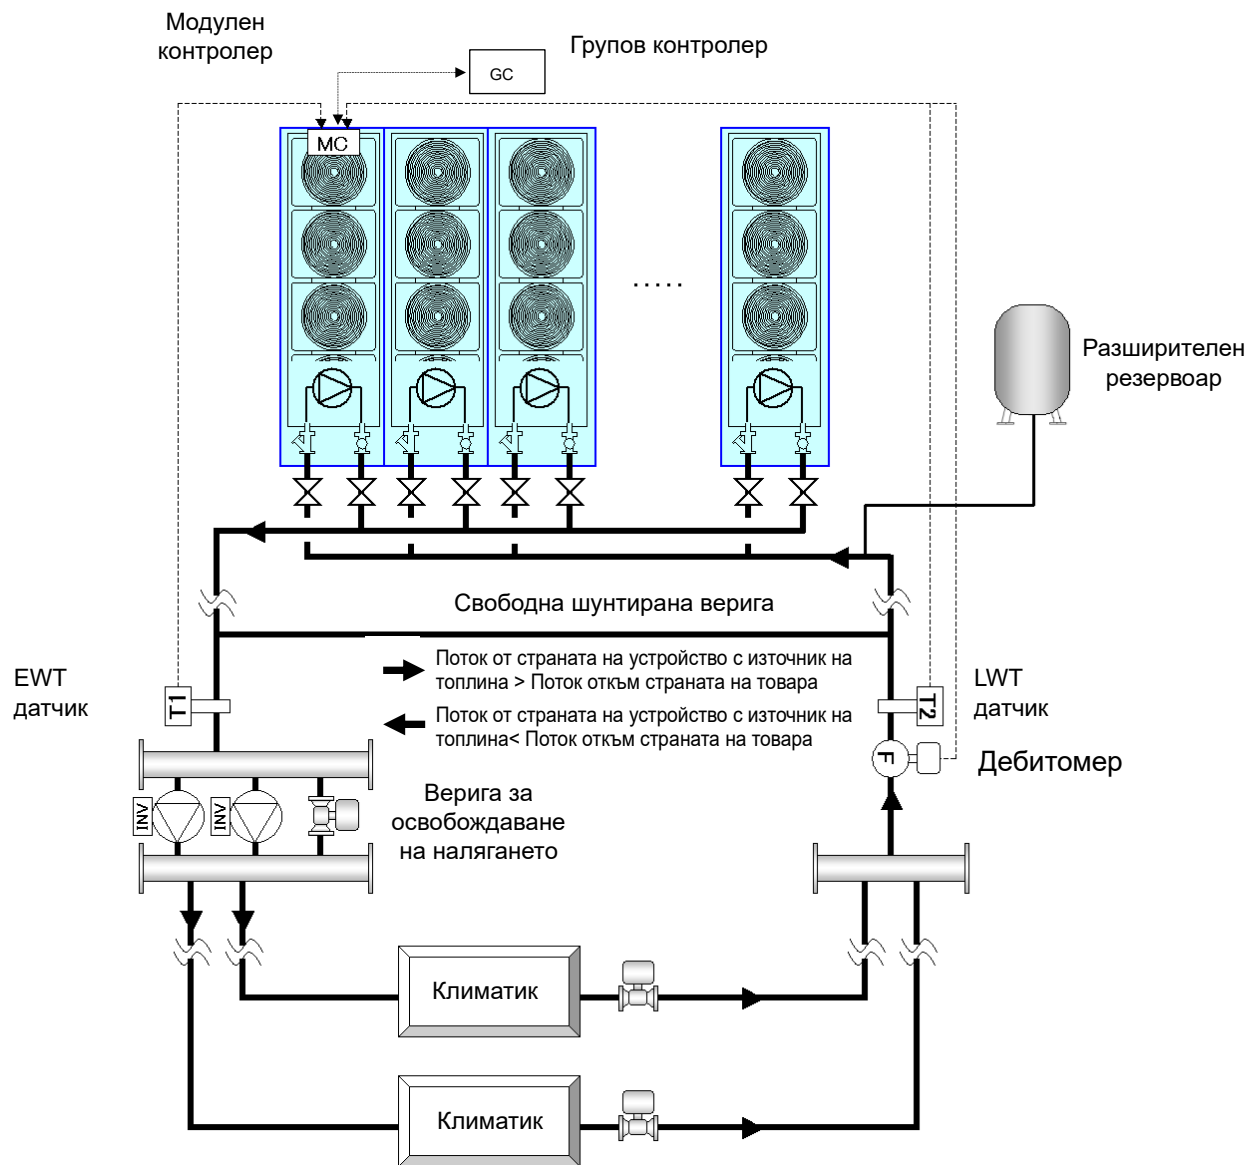 Модулен
контролер
Групов контролер
GC
MC
.....
Разширителен
резервоар
Свободна шунтирана верига
Поток от страната на устройство с източник на
топлина > Поток откъм страната на товара
Поток от страната на устройство с източник на
топлина< Поток откъм страната на товара
EWT
датчик
T1
LWT
датчик
T2
F
Дебитомер
INV
INV
Верига за
освобождаване
на налягането
Климатик
Климатик